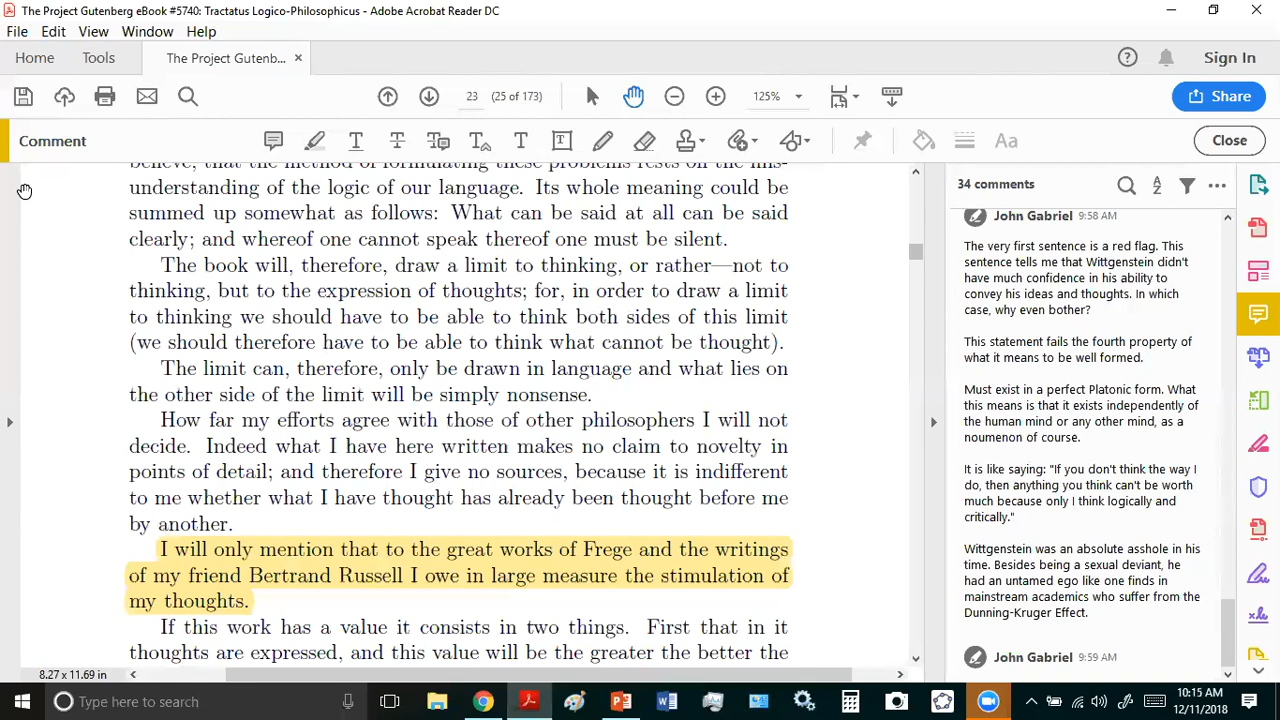 The Project Gutenberg eBook #5740: Tractatus Logico-Philosophicus - Adobe Acrobat Reader DC
File Edit View Window Help
Home Tools The Project Gutenb... × Sign In
23 (25 of 173) 125% Share
Comment Close
believe, that the method of formulating these problems rests on the mis-
understanding of the logic of our language. Its whole meaning could be
summed up somewhat as follows: What can be said at all can be said
clearly; and whereof one cannot speak thereof one must be silent.
The book will, therefore, draw a limit to thinking, or rather—not to
thinking, but to the expression of thoughts; for, in order to draw a limit
to thinking we should have to be able to think both sides of this limit
(we should therefore have to be able to think what cannot be thought).
The limit can, therefore, only be drawn in language and what lies on
the other side of the limit will be simply nonsense.
How far my efforts agree with those of other philosophers I will not
decide. Indeed what I have here written makes no claim to novelty in
points of detail; and therefore I give no sources, because it is indifferent
to me whether what I have thought has already been thought before me
by another.
I will only mention that to the great works of Frege and the writings
of my friend Bertrand Russell I owe in large measure the stimulation of
my thoughts.
If this work has a value it consists in two things. First that in it
thoughts are expressed, and this value will be the greater the better the
8.27 x 11.69 in
34 comments
John Gabriel 9:58 AM
The very first sentence is a red flag. This
sentence tells me that Wittgenstein didn't
have much confidence in his ability to
convey his ideas and thoughts. In which
case, why even bother?
This statement fails the fourth property of
what it means to be well formed.
Must exist in a perfect Platonic form. What
this means is that it exists independently of
the human mind or any other mind, as a
noumenon of course.
It is like saying: "If you don't think the way I
do, then anything you think can't be worth
much because only I think logically and
critically."
Wittgenstein was an absolute asshole in his
time. Besides being a sexual deviant, he
had an untamed ego like one finds in
mainstream academics who suffer from the
Dunning-Kruger Effect.
John Gabriel 9:59 AM
Type here to search
10:15 AM
12/11/2018